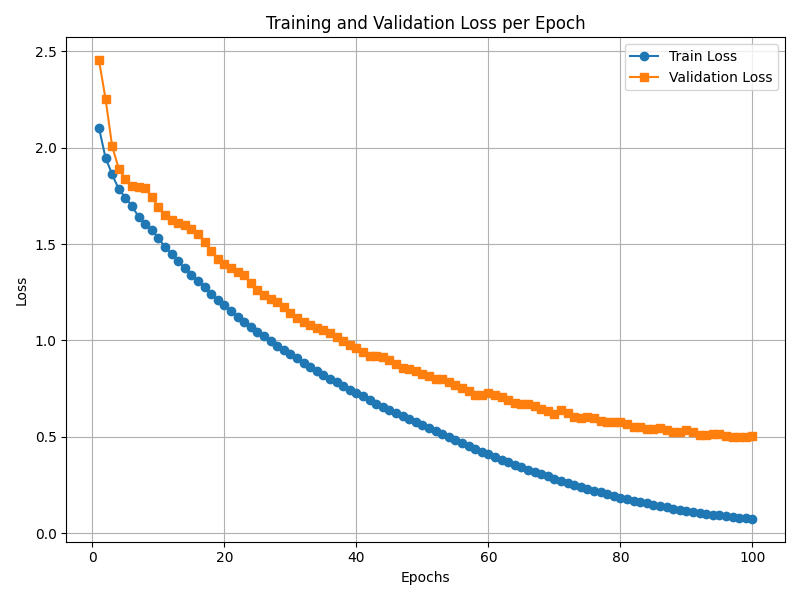 Training and Validation Loss per Epoch
Train Loss
Validation Loss
Loss
2.5
2.0
1.5
1.0
0.5
0.0
0 20 40 60 80 100
Epochs